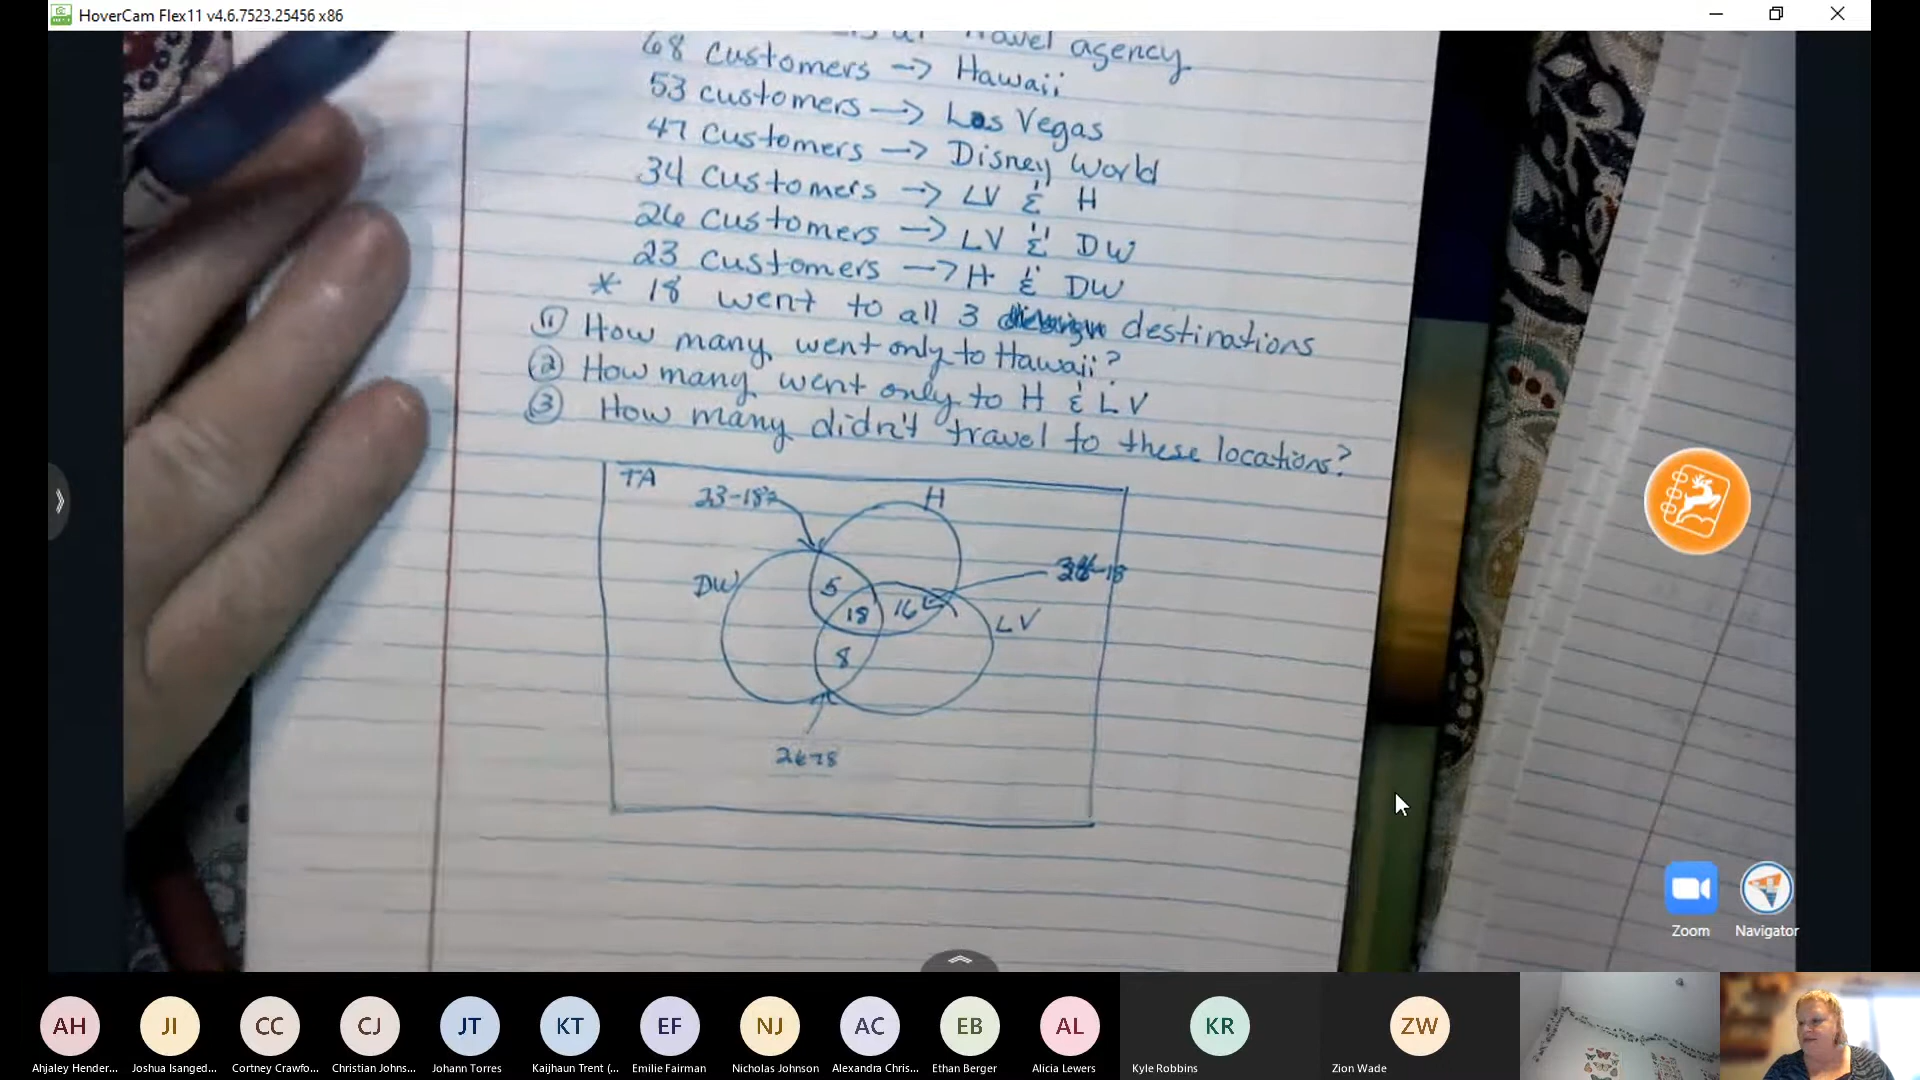 HoverCam Flex11 v4.6.7523.25456 x86
travel agency
68 customers -> Hawaii
53 customers -> Las Vegas
47 customers -> Disney World
34 customers -> LV & H
26 customers -> LV & DW
23 customers -> H & DW
* 18 went to all 3 destinations
① How many went only to Hawaii?
② How many went only to H & LV
③ How many didn't travel to these locations?
TA
23-18
H
DW
5
-18
18
16
LV
8
26-18
Zoom
Navigator
AH
JI
CC
CJ
JT
KT
EF
NJ
AC
EB
AL
KR
ZW
Ahjaley Hender...
Joshua Isanged...
Cortney Crawfo...
Christian Johns...
Johann Torres
Kaijhaun Trent (...
Emilie Fairman
Nicholas Johnson
Alexandra Chris...
Ethan Berger
Alicia Lewers
Kyle Robbins
Zion Wade